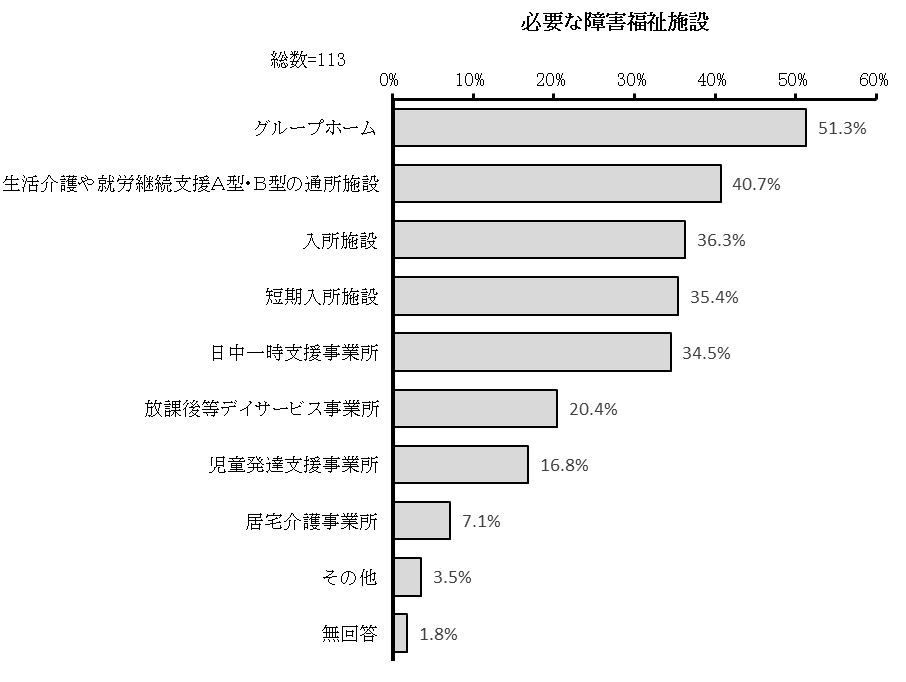 必要な障害福祉施設
総数=113
0% 10% 20% 30% 40% 50% 60%
グループホーム 51.3%
生活介護や就労継続支援A型・B型の通所施設 40.7%
入所施設 36.3%
短期入所施設 35.4%
日中一時支援事業所 34.5%
放課後等デイサービス事業所 20.4%
児童発達支援事業所 16.8%
居宅介護事業所 7.1%
その他 3.5%
無回答 1.8%